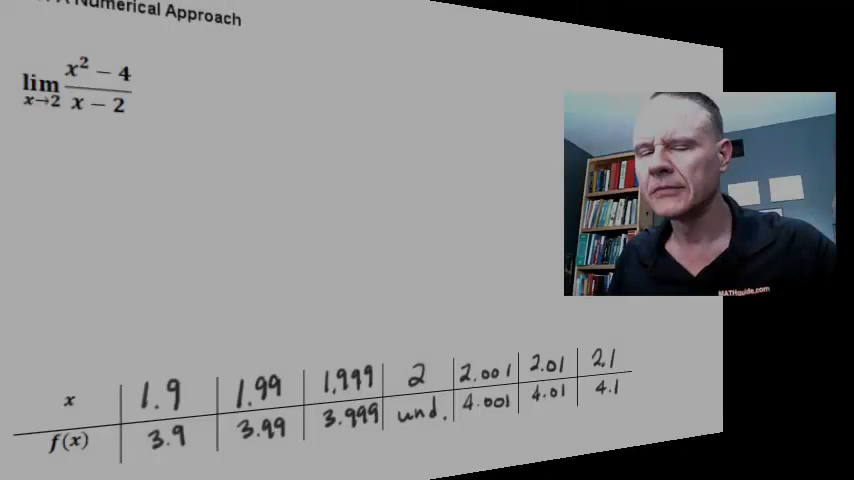 A Numerical Approach
lim x→2 x² − 4 / x − 2
x 1.9 1.99 1.999 2 2.001 2.01 2.1
f(x) 3.9 3.99 3.999 und. 4.001 4.01 4.1
MATHguide.com